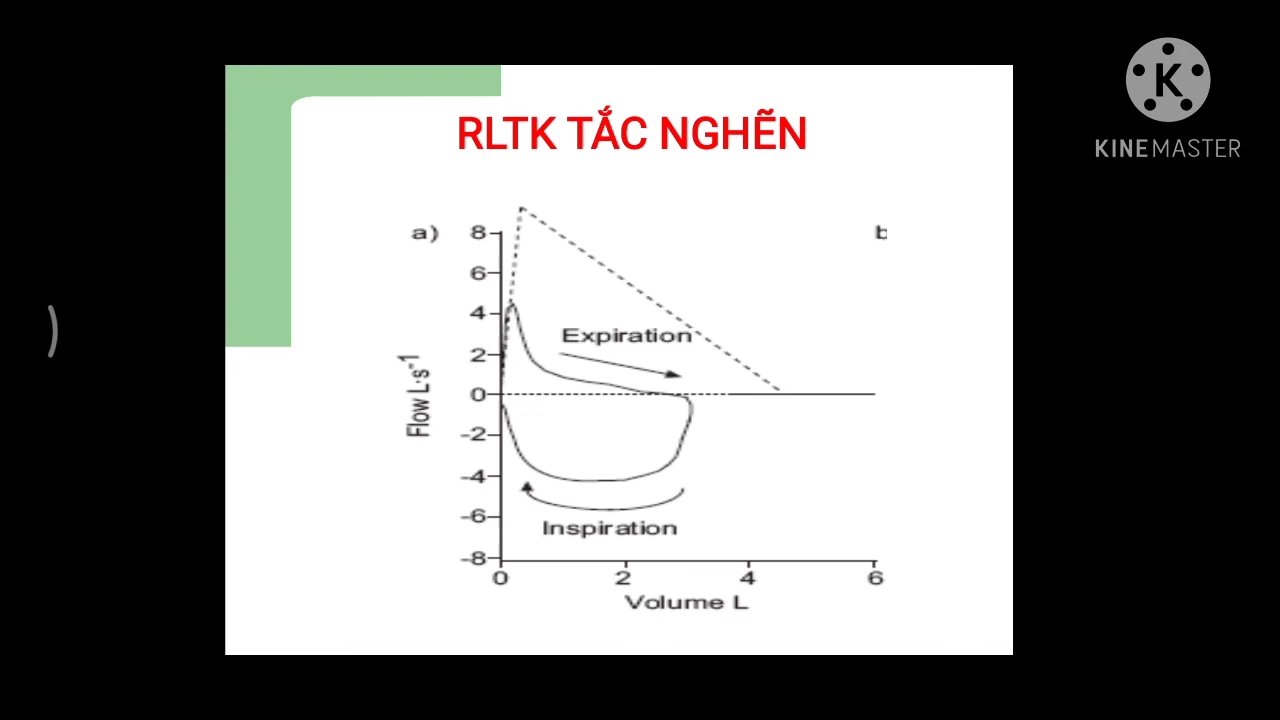 RLTK TẮC NGHẼN
K
KINEMASTER
a)
b
8
6
4
2
0
-2
-4
-6
-8
Flow L·s⁻¹
Expiration
Inspiration
0 2 4 6
Volume L